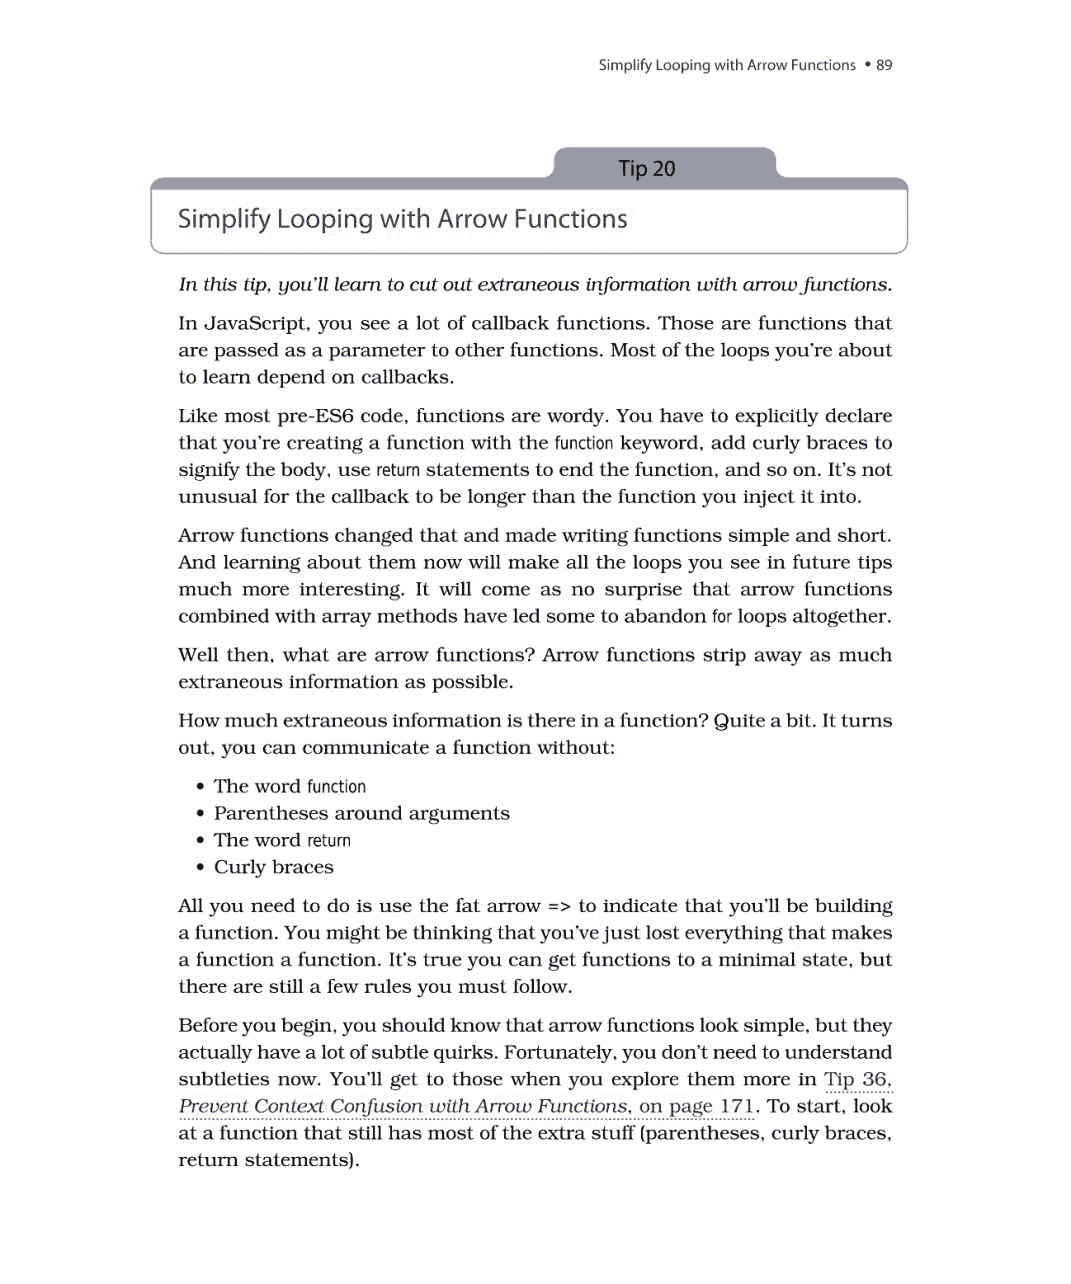 Simplify Looping with Arrow Functions • 89
Tip 20
Simplify Looping with Arrow Functions
In this tip, you'll learn to cut out extraneous information with arrow functions.
In JavaScript, you see a lot of callback functions. Those are functions that
are passed as a parameter to other functions. Most of the loops you're about
to learn depend on callbacks.
Like most pre-ES6 code, functions are wordy. You have to explicitly declare
that you're creating a function with the function keyword, add curly braces to
signify the body, use return statements to end the function, and so on. It's not
unusual for the callback to be longer than the function you inject it into.
Arrow functions changed that and made writing functions simple and short.
And learning about them now will make all the loops you see in future tips
much more interesting. It will come as no surprise that arrow functions
combined with array methods have led some to abandon for loops altogether.
Well then, what are arrow functions? Arrow functions strip away as much
extraneous information as possible.
How much extraneous information is there in a function? Quite a bit. It turns
out, you can communicate a function without:
• The word function
• Parentheses around arguments
• The word return
• Curly braces
All you need to do is use the fat arrow => to indicate that you'll be building
a function. You might be thinking that you've just lost everything that makes
a function a function. It's true you can get functions to a minimal state, but
there are still a few rules you must follow.
Before you begin, you should know that arrow functions look simple, but they
actually have a lot of subtle quirks. Fortunately, you don't need to understand
subtleties now. You'll get to those when you explore them more in Tip 36,
Prevent Context Confusion with Arrow Functions, on page 171. To start, look
at a function that still has most of the extra stuff (parentheses, curly braces,
return statements).